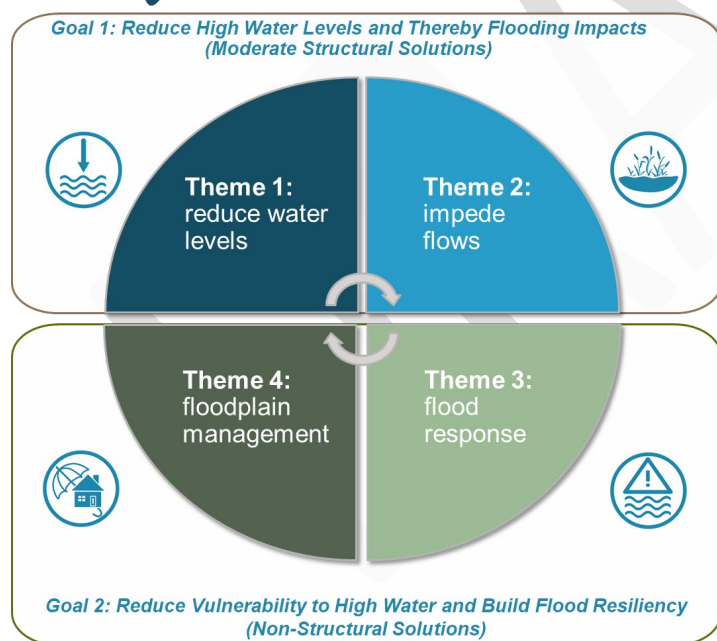 Goal 1: Reduce High Water Levels and Thereby Flooding Impacts
(Moderate Structural Solutions)
Theme 1:
reduce water
levels
Theme 2:
impede
flows
Theme 4:
floodplain
management
Theme 3:
flood
response
Goal 2: Reduce Vulnerability to High Water and Build Flood Resiliency
(Non-Structural Solutions)